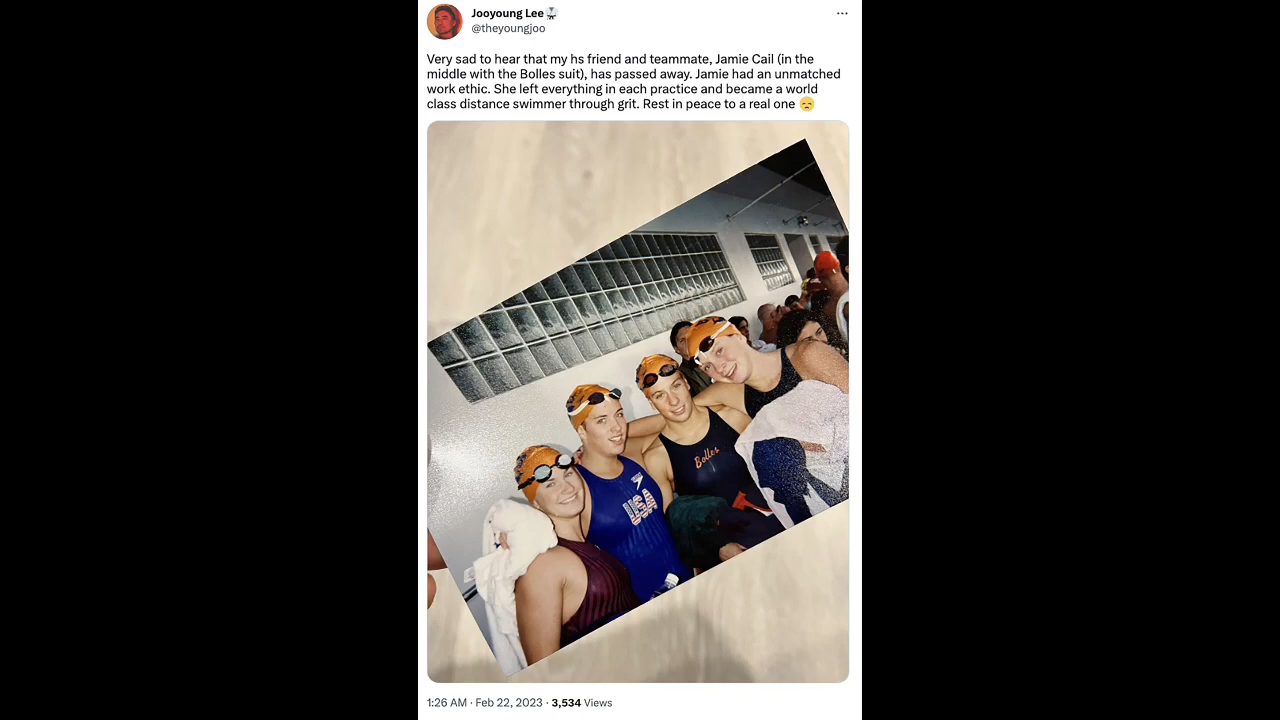 Jooyoung Lee🥋
@theyoungjoo
Very sad to hear that my hs friend and teammate, Jamie Cail (in the
middle with the Bolles suit), has passed away. Jamie had an unmatched
work ethic. She left everything in each practice and became a world
class distance swimmer through grit. Rest in peace to a real one 😞
Bolles
USA
1:26 AM · Feb 22, 2023 · 3,534 Views